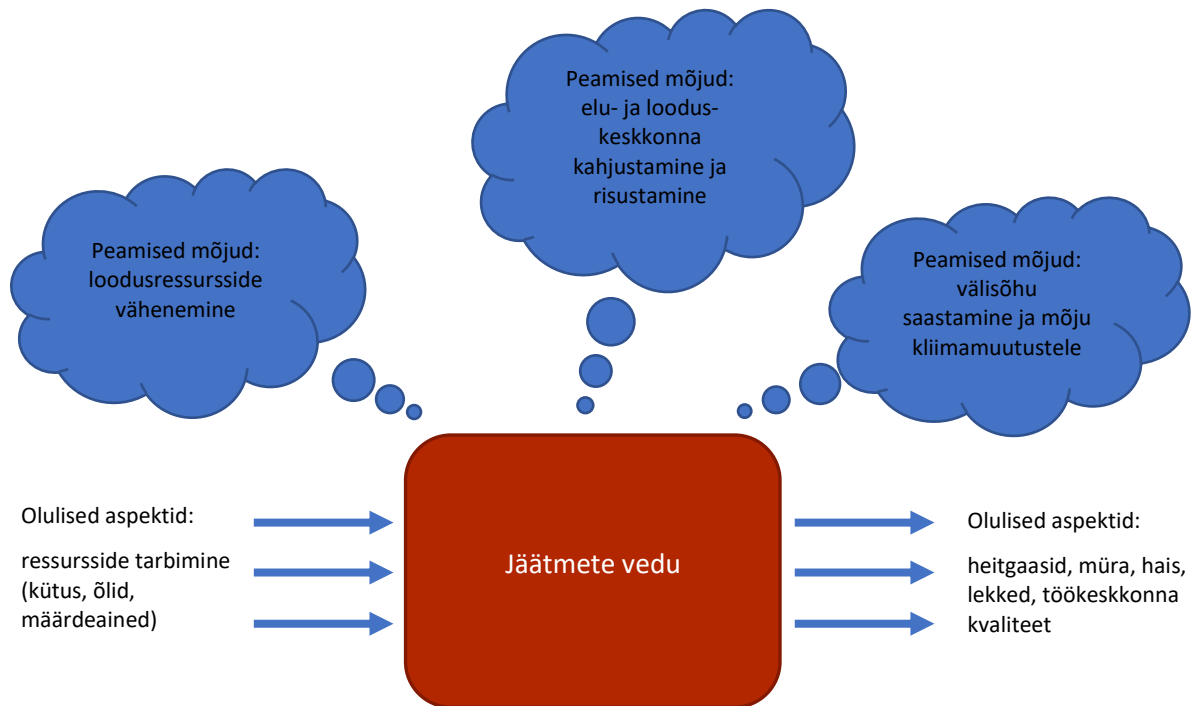 Peamised mõjud:
elu- ja loodus-
keskkonna
kahjustamine ja
risustamine
Peamised mõjud:
loodusressursside
vähenemine
Peamised mõjud:
välisõhu
saastamine ja mõju
kliimamuutustele
Olulised aspektid:
ressursside tarbimine
(kütus, õlid,
määrdeained)
Jäätmete vedu
Olulised aspektid:
heitgaasid, müra, hais,
lekked, töökeskkonna
kvaliteet